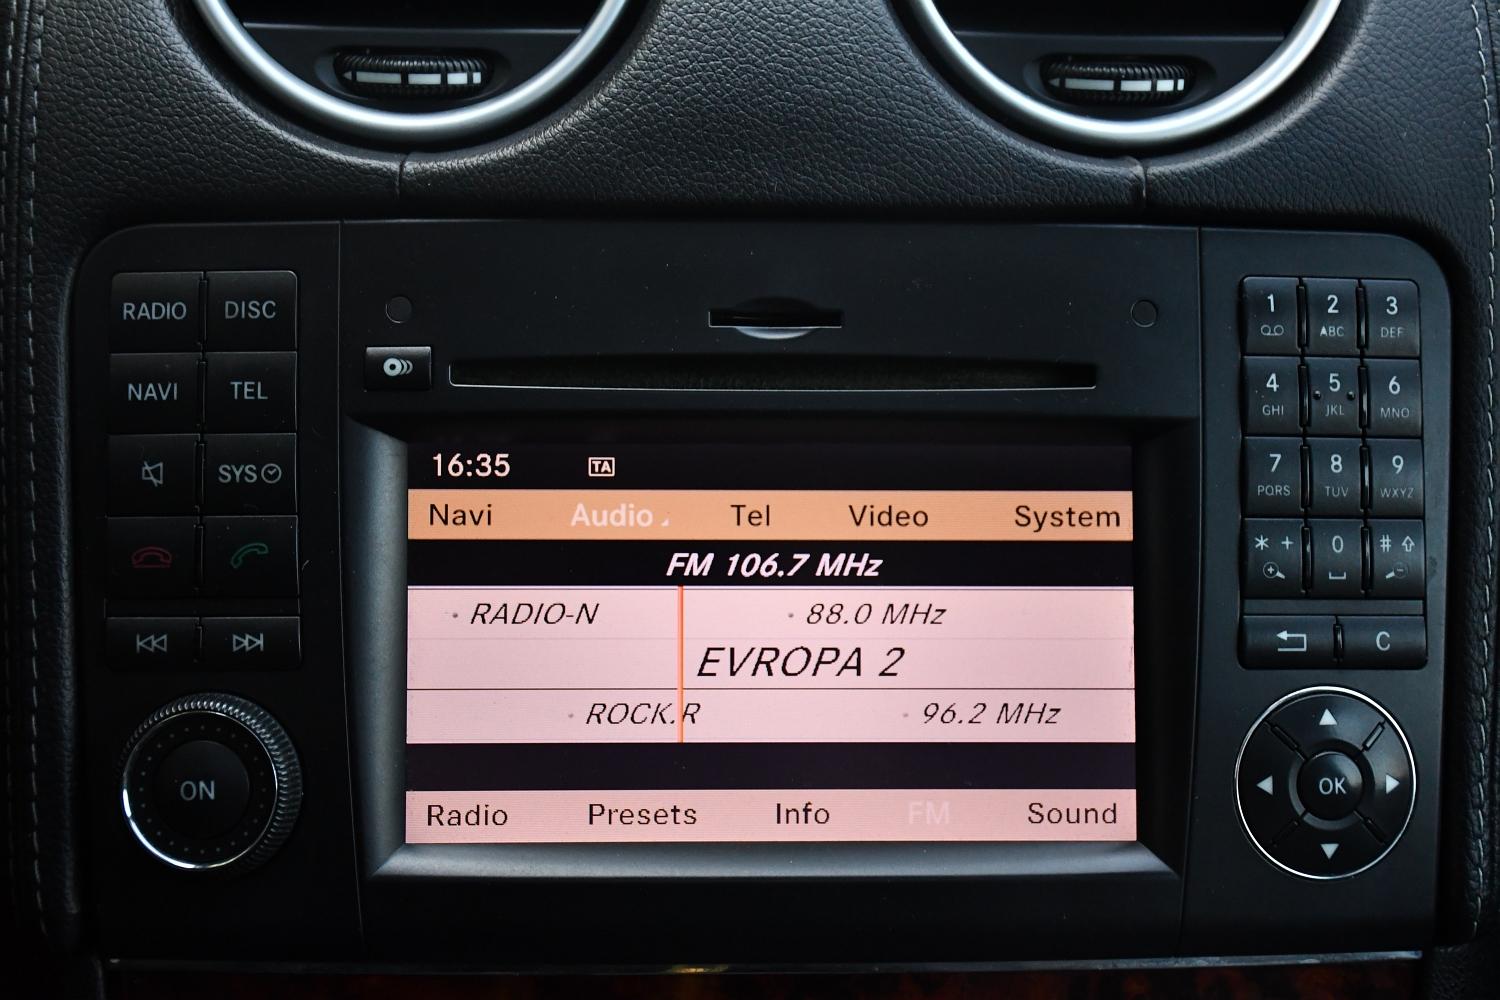 RADIO DISC
NAVI TEL
SYS
ON
16:35 TA
Navi Audio Tel Video System
FM 106.7 MHz
RADIO-N 88.0 MHz
EVROPA 2
ROCK.R 96.2 MHz
Radio Presets Info FM Sound
1 2 3
ABC DEF
4 5 6
GHI JKL MNO
7 8 9
PQRS TUV WXYZ
* + 0 #
C
OK